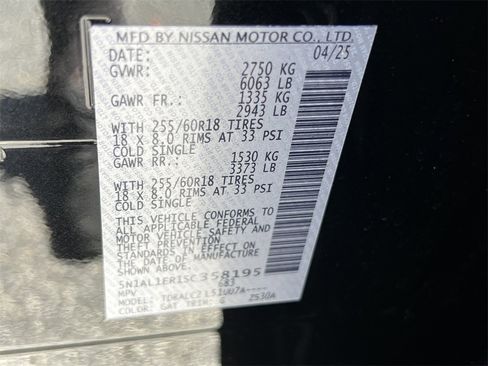 MFD BY NISSAN MOTOR CO., LTD.
DATE: 04/25
GVWR: 2750 KG
6063 LB
GAWR FR.: 1335 KG
2943 LB
WITH 255/60R18 TIRES
18 X 8.0 RIMS AT 33 PSI
COLD SINGLE
GAWR RR.: 1530 KG
3373 LB
WITH 255/60R18 TIRES
18 X 8.0 RIMS AT 33 PSI
COLD SINGLE
THIS VEHICLE CONFORMS TO
ALL APPLICABLE FEDERAL
MOTOR VEHICLE SAFETY AND
THEFT PREVENTION
STANDARDS IN EFFECT ON
THE DATE OF MANUFACTURE
SHOWN ABOVE.
683
MPV
COLOR: GAT TRIM: G